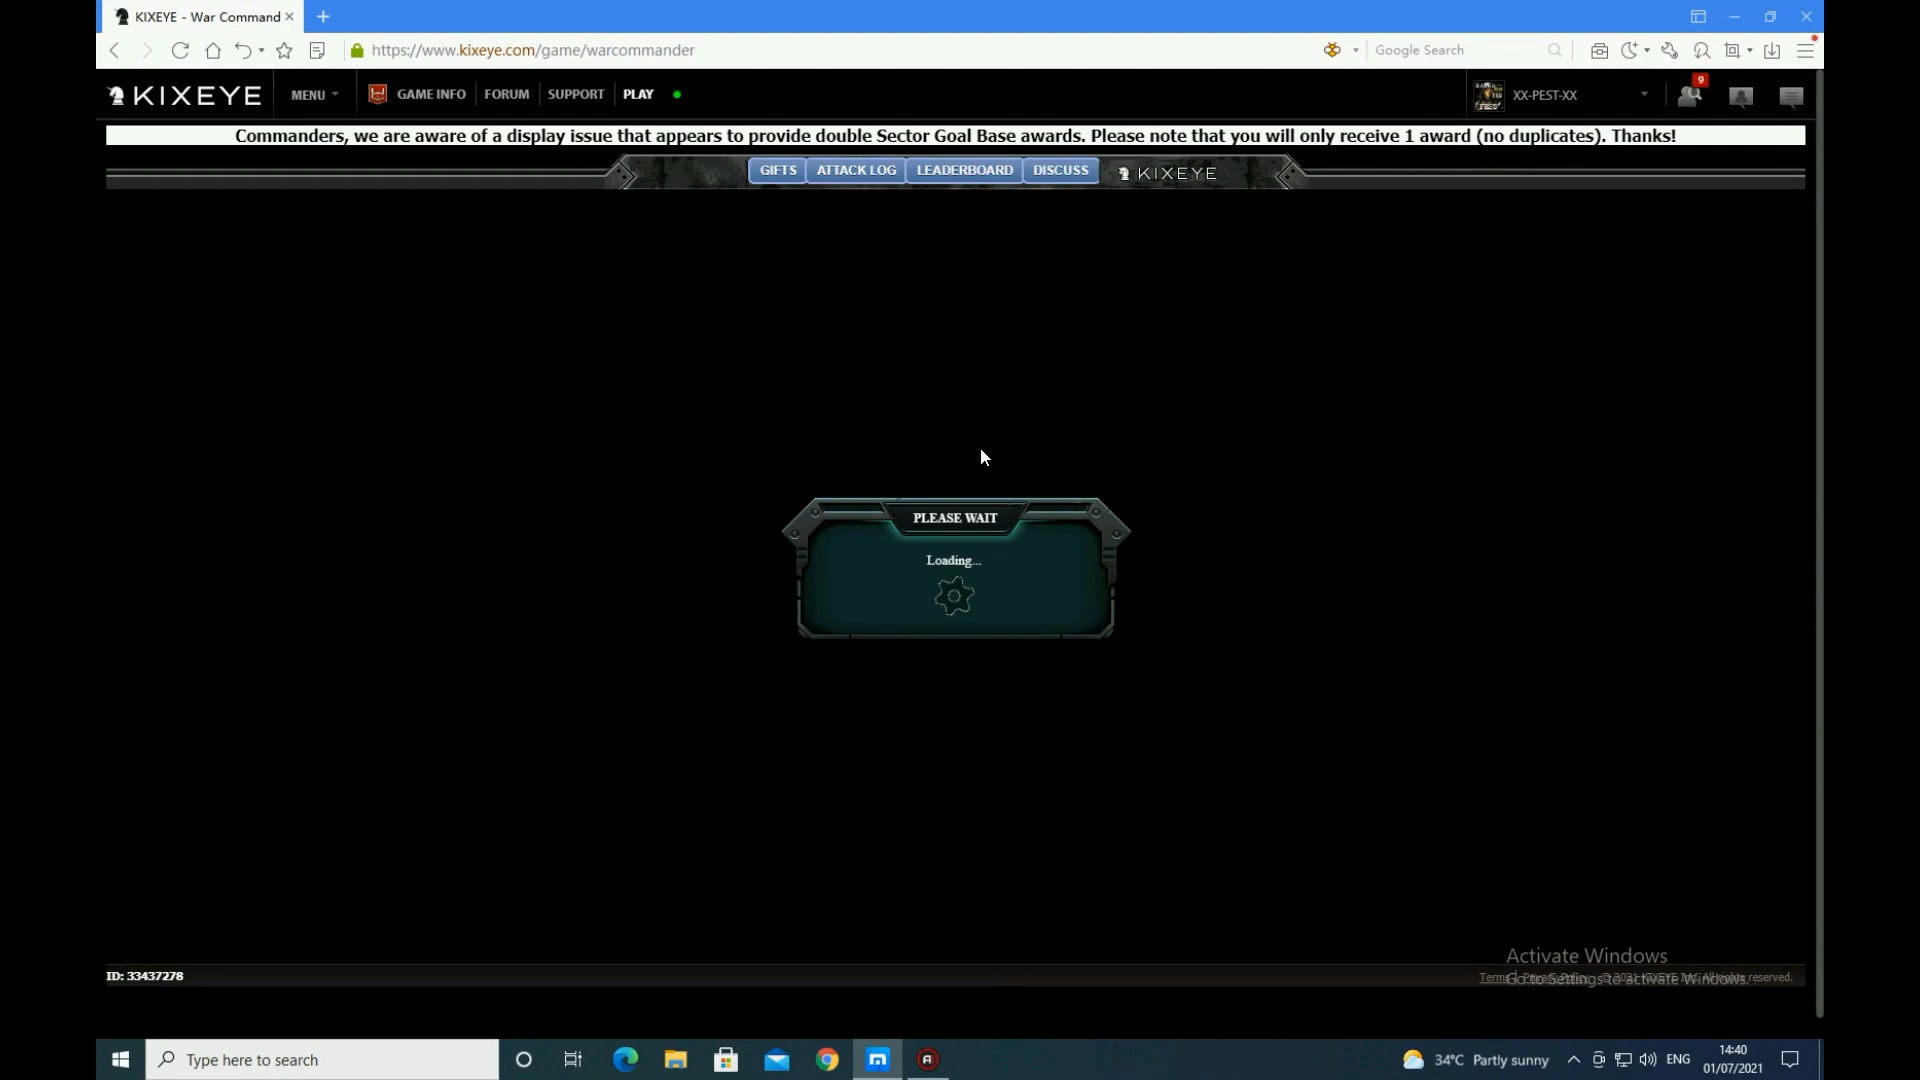 KIXEYE - War Command
https://www.kixeye.com/game/warcommander
Google Search
KIXEYE
MENU
GAME INFO
FORUM
SUPPORT
PLAY
XX-PEST-XX
9
Commanders, we are aware of a display issue that appears to provide double Sector Goal Base awards. Please note that you will only receive 1 award (no duplicates). Thanks!
GIFTS
ATTACK LOG
LEADERBOARD
DISCUSS
KIXEYE
PLEASE WAIT
Loading...
Activate Windows
Go to Settings to activate Windows.
ID: 33437278
Terms
reserved.
Type here to search
34°C Partly sunny
ENG
14:40
01/07/2021